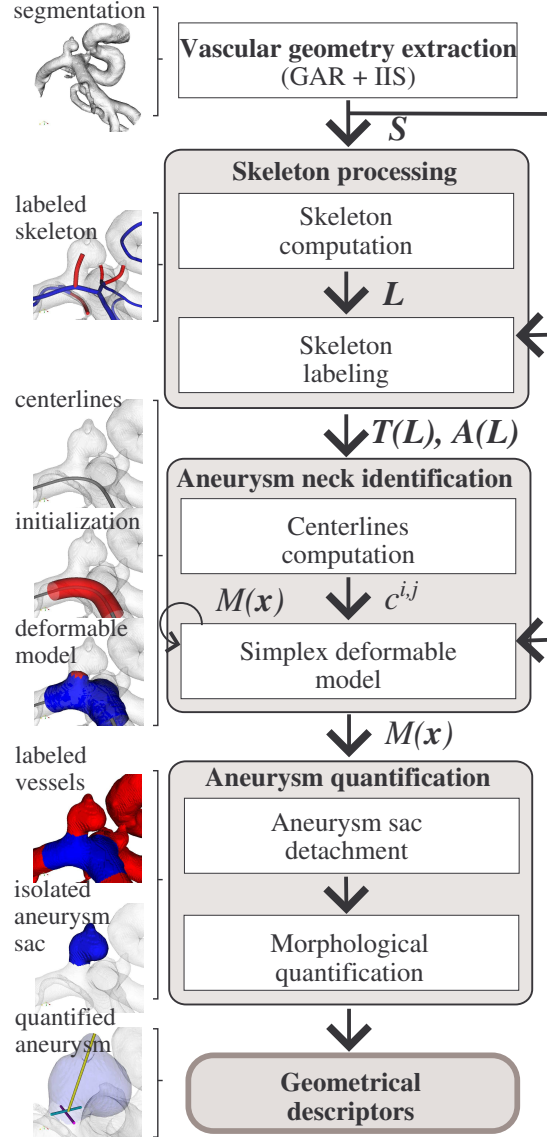 segmentation
Vascular geometry extraction
(GAR + IIS)
S
Skeleton processing
labeled
skeleton
Skeleton
computation
L
Skeleton
labeling
centerlines
T(L), A(L)
Aneurysm neck identification
initialization
Centerlines
computation
M(x)
c^{i,j}
deformable
model
Simplex deformable
model
M(x)
labeled
vessels
Aneurysm quantification
Aneurysm sac
detachment
isolated
aneurysm
sac
Morphological
quantification
quantified
aneurysm
Geometrical
descriptors